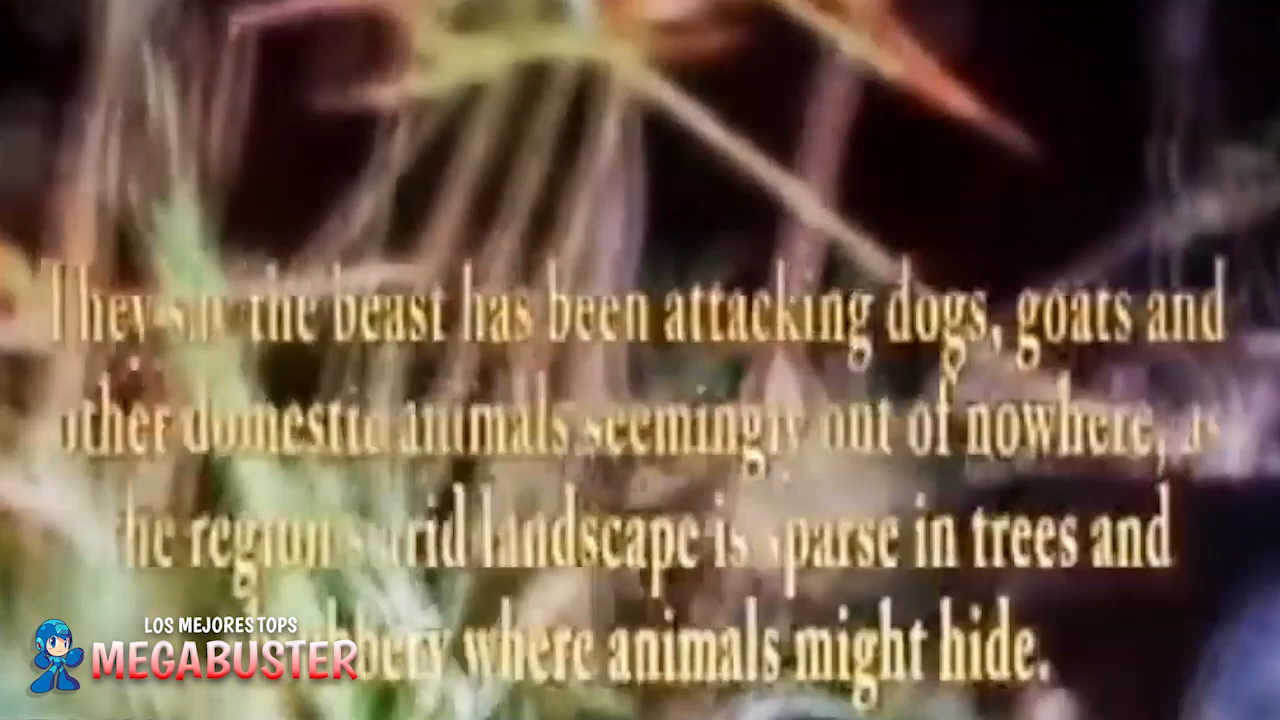 They say the beast has been attacking dogs, goats and
other domestic animals seemingly out of nowhere, as
the region's arid landscape is sparse in trees and
where animals might hide.
LOS MEJORES TOPS
MEGABUSTER